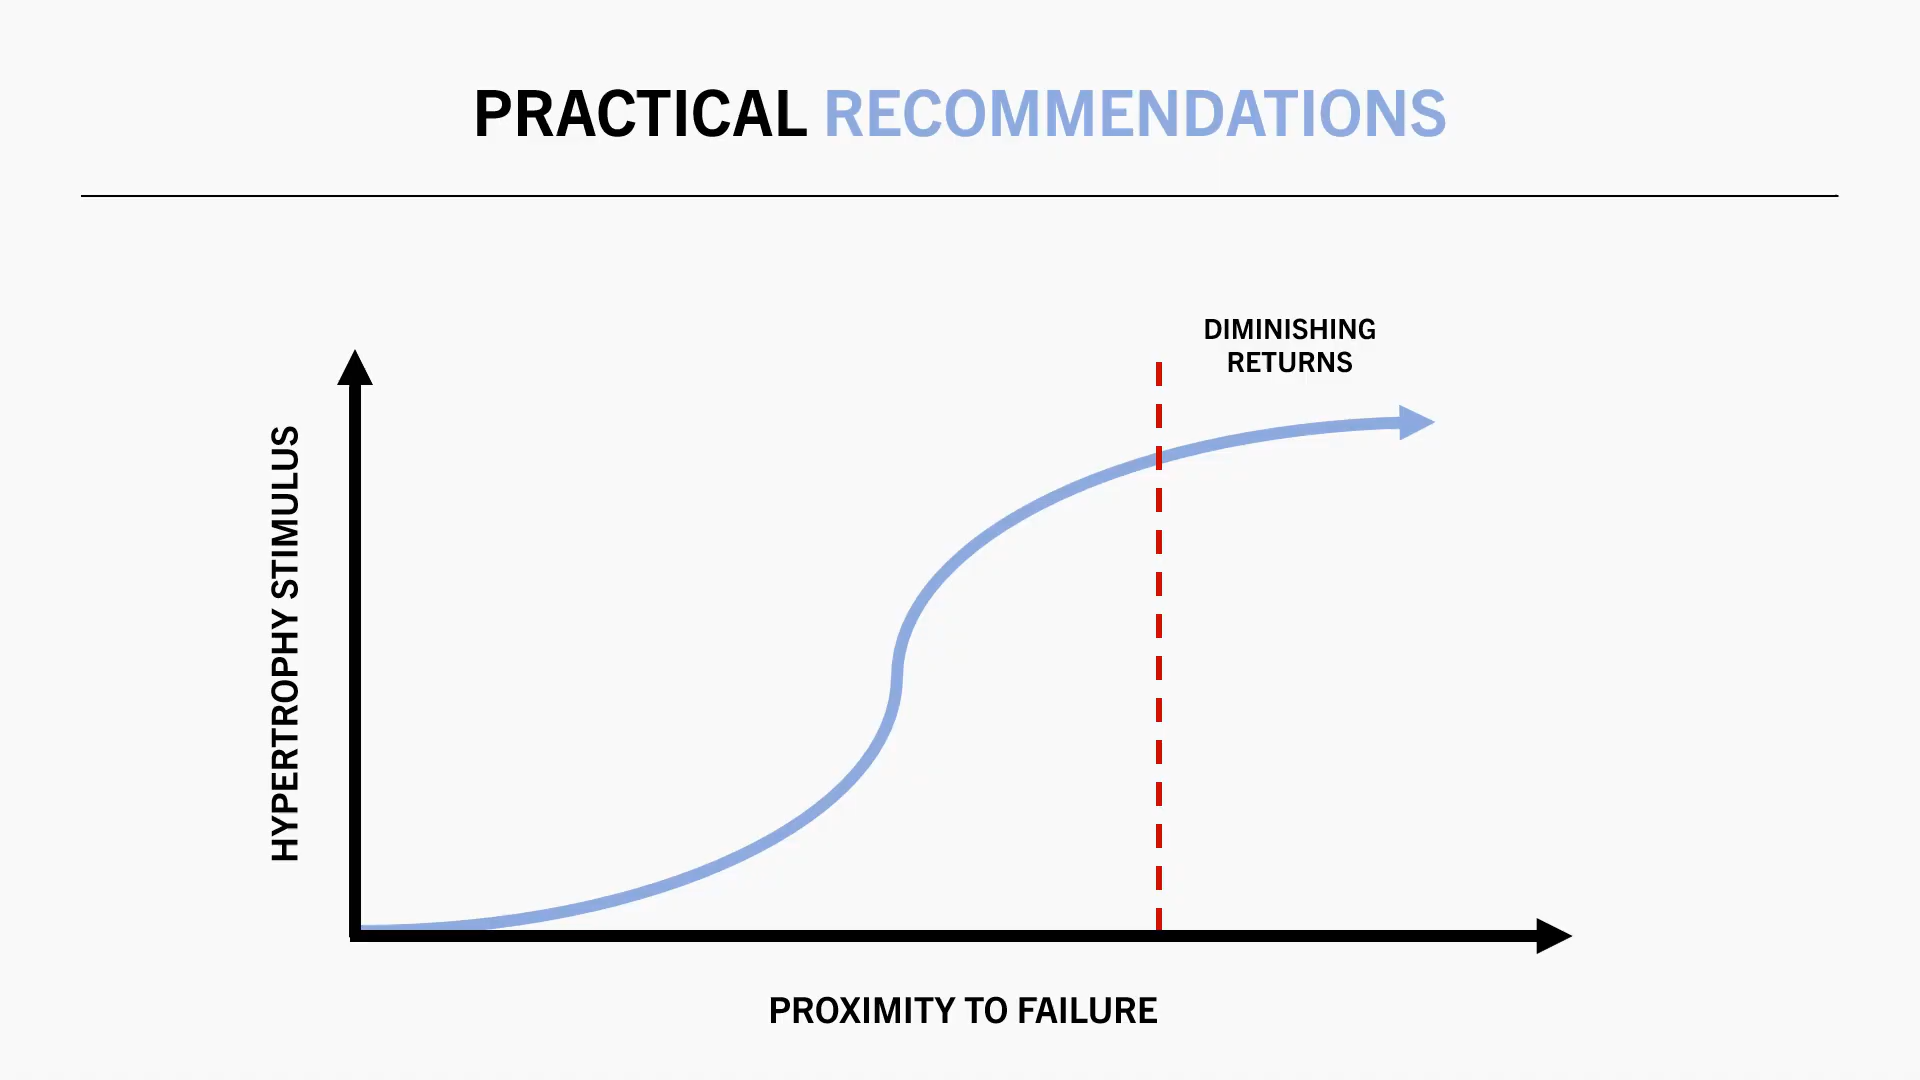 PRACTICAL RECOMMENDATIONS
DIMINISHING
RETURNS
HYPERTROPHY STIMULUS
PROXIMITY TO FAILURE